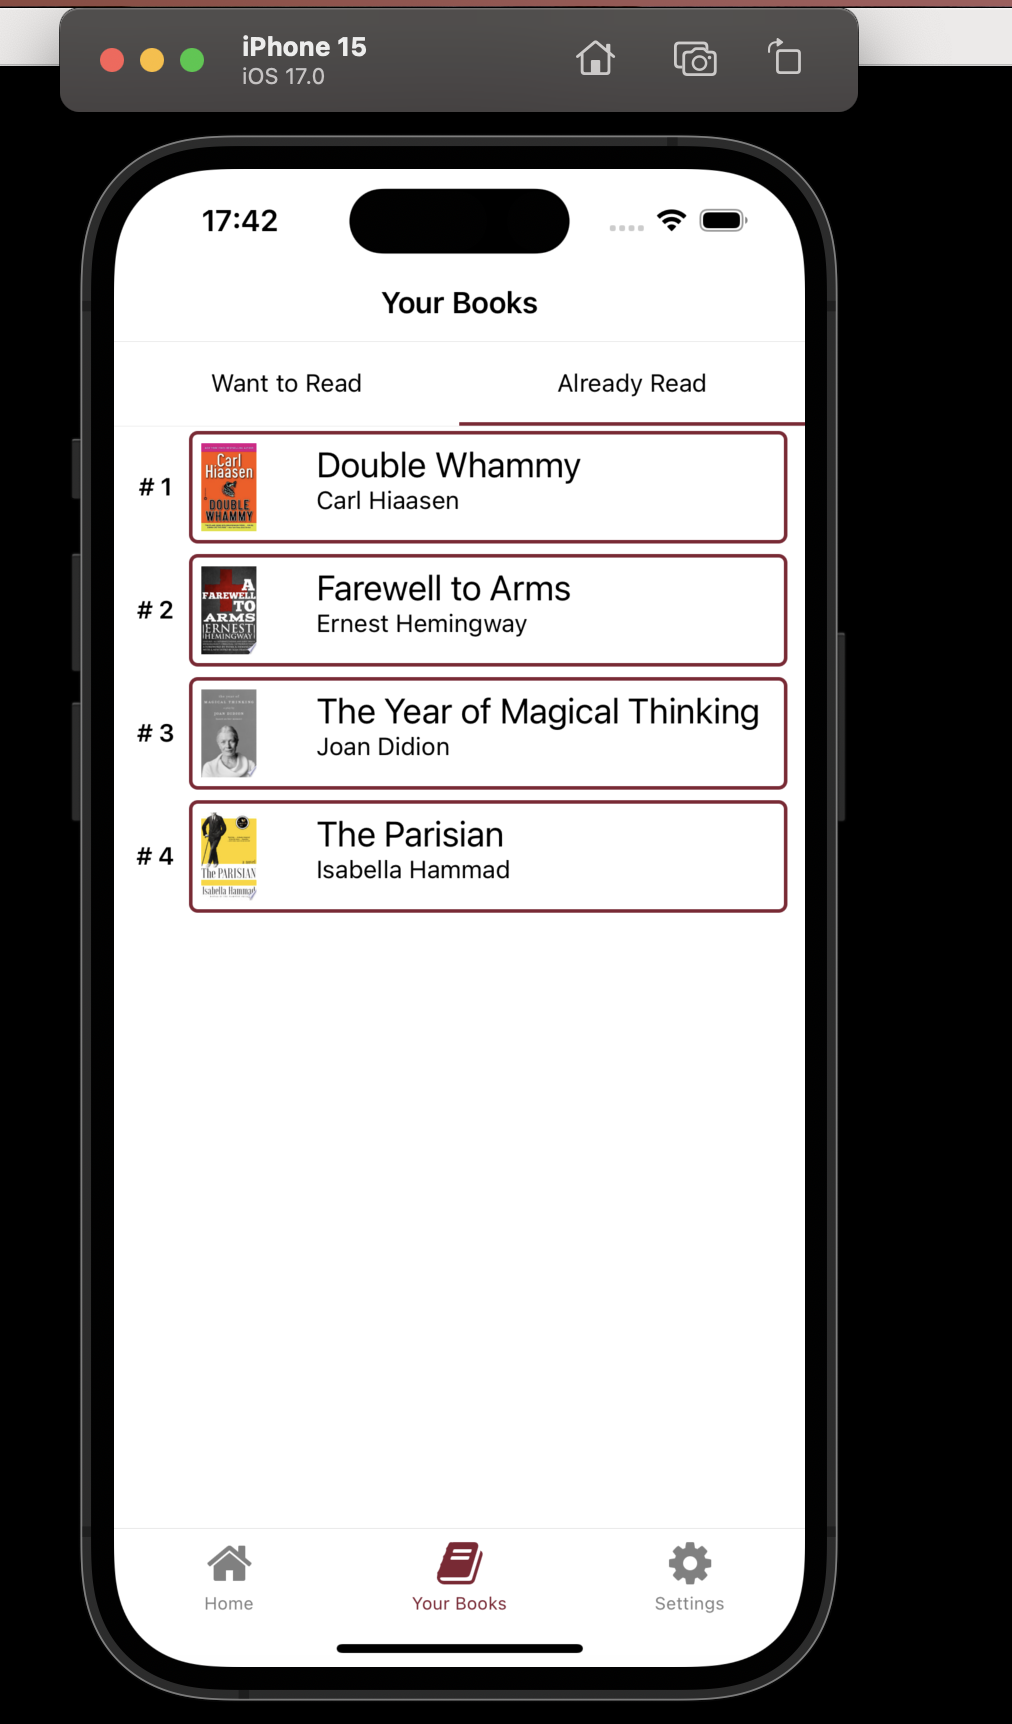 iPhone 15
iOS 17.0
17:42
Your Books
Want to Read
Already Read
# 1
Carl
Hiaasen
DOUBLE
WHAMMY
Double Whammy
Carl Hiaasen
# 2
A
FAREWELL
TO
ARMS
ERNEST
HEMINGWAY
Farewell to Arms
Ernest Hemingway
# 3
The Year of Magical Thinking
Joan Didion
# 4
The PARISIAN
Isabella Hammad
The Parisian
Isabella Hammad
Home
Your Books
Settings